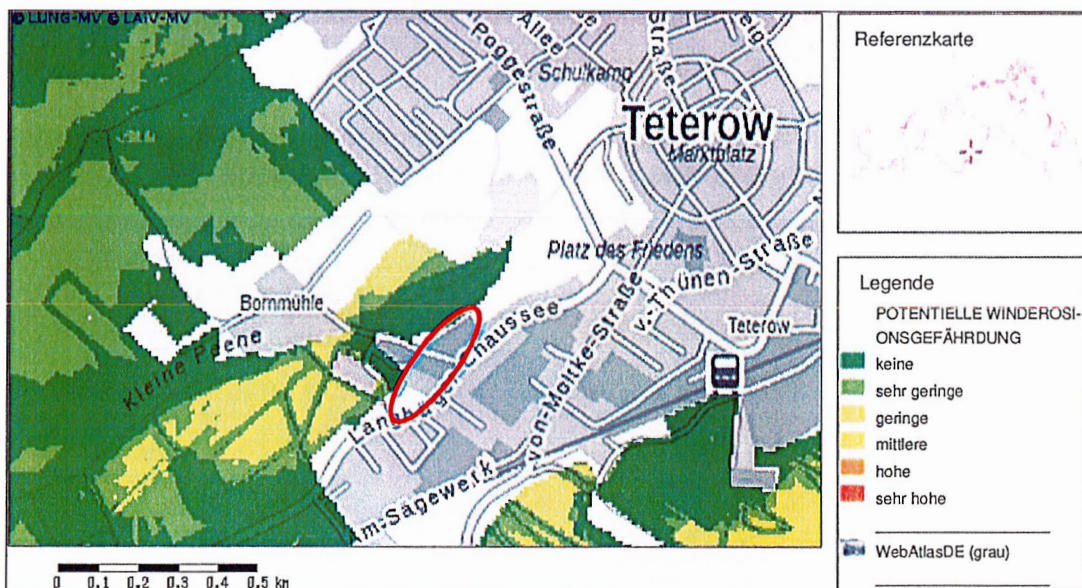 © LUNG-MV © LAIV-MV
Allee
Poggestraße
Straße
Schulkamp
Teterow
Marktplatz
Platz des Friedens
v.-Thünen-Straße
Bornmühle
Teterow
Kleine Peene
von-Moltke-Straße
Am-Sägewerk
0 0.1 0.2 0.3 0.4 0.5 km
Referenzkarte
Legende
POTENTIELLE WINDEROSI-
ONSGEFÄHRDUNG
keine
sehr geringe
geringe
mittlere
hohe
sehr hohe
WebAtlasDE (grau)